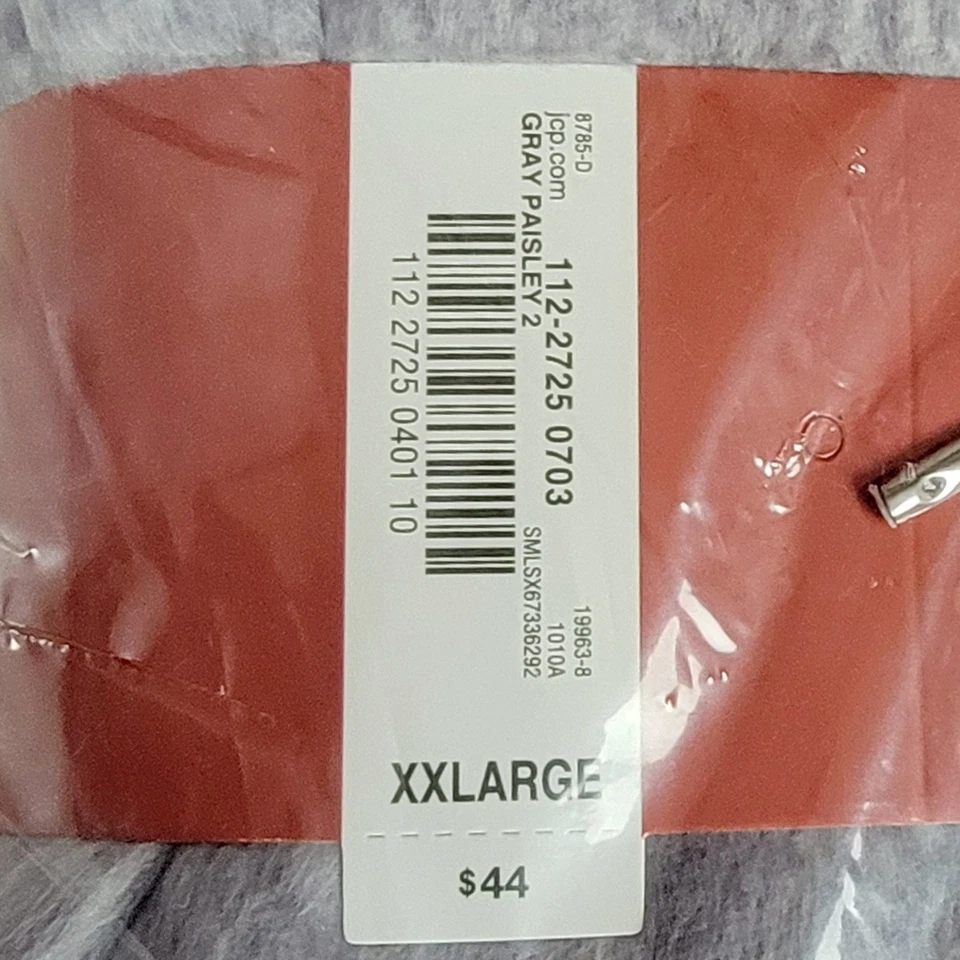 8785-D
19963-8
jcp.com
112-2725 0703
1010A
GRAY PAISLEY 2
SMLSX67336292
112 2725 0401 10
XXLARGE
$44